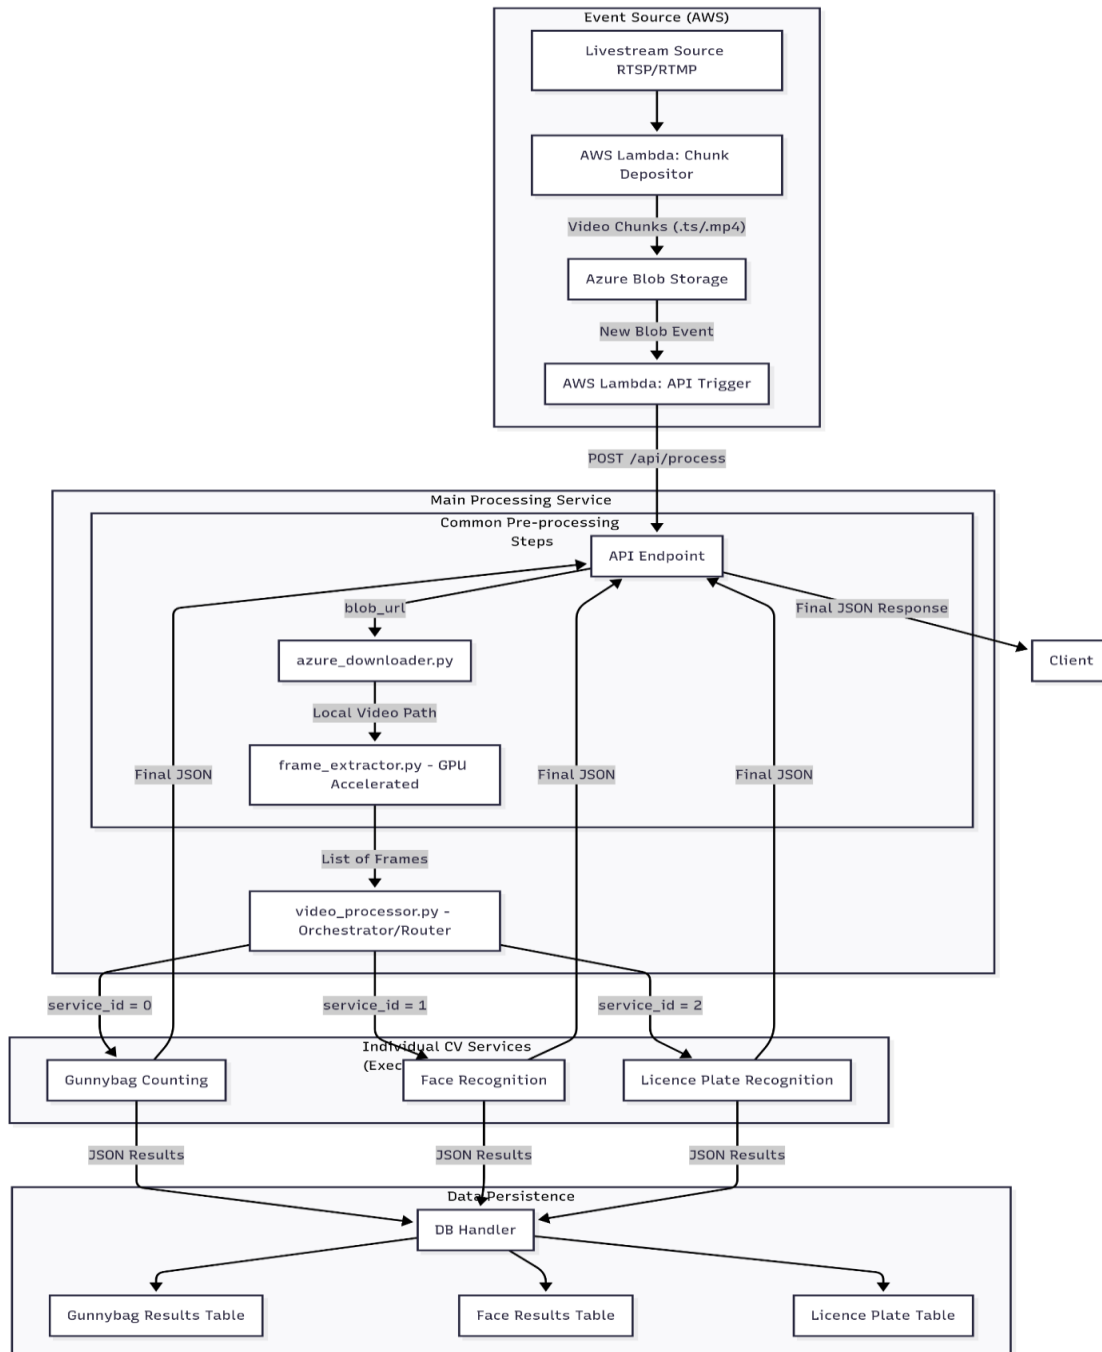 Event Source (AWS)
Livestream Source
RTSP/RTMP
AWS Lambda: Chunk
Depositor
Video Chunks (.ts/.mp4)
Azure Blob Storage
New Blob Event
AWS Lambda: API Trigger
POST /api/process
Main Processing Service
Common Pre-processing
Steps
API Endpoint
blob_url
Final JSON Response
azure_downloader.py
Client
Local Video Path
frame_extractor.py - GPU
Accelerated
Final JSON
Final JSON
Final JSON
List of Frames
video_processor.py -
Orchestrator/Router
service_id = 0
service_id = 1
service_id = 2
Individual CV Services
(Exec
Gunnybag Counting
Face Recognition
Licence Plate Recognition
JSON Results
JSON Results
JSON Results
Data Persistence
DB Handler
Gunnybag Results Table
Face Results Table
Licence Plate Table